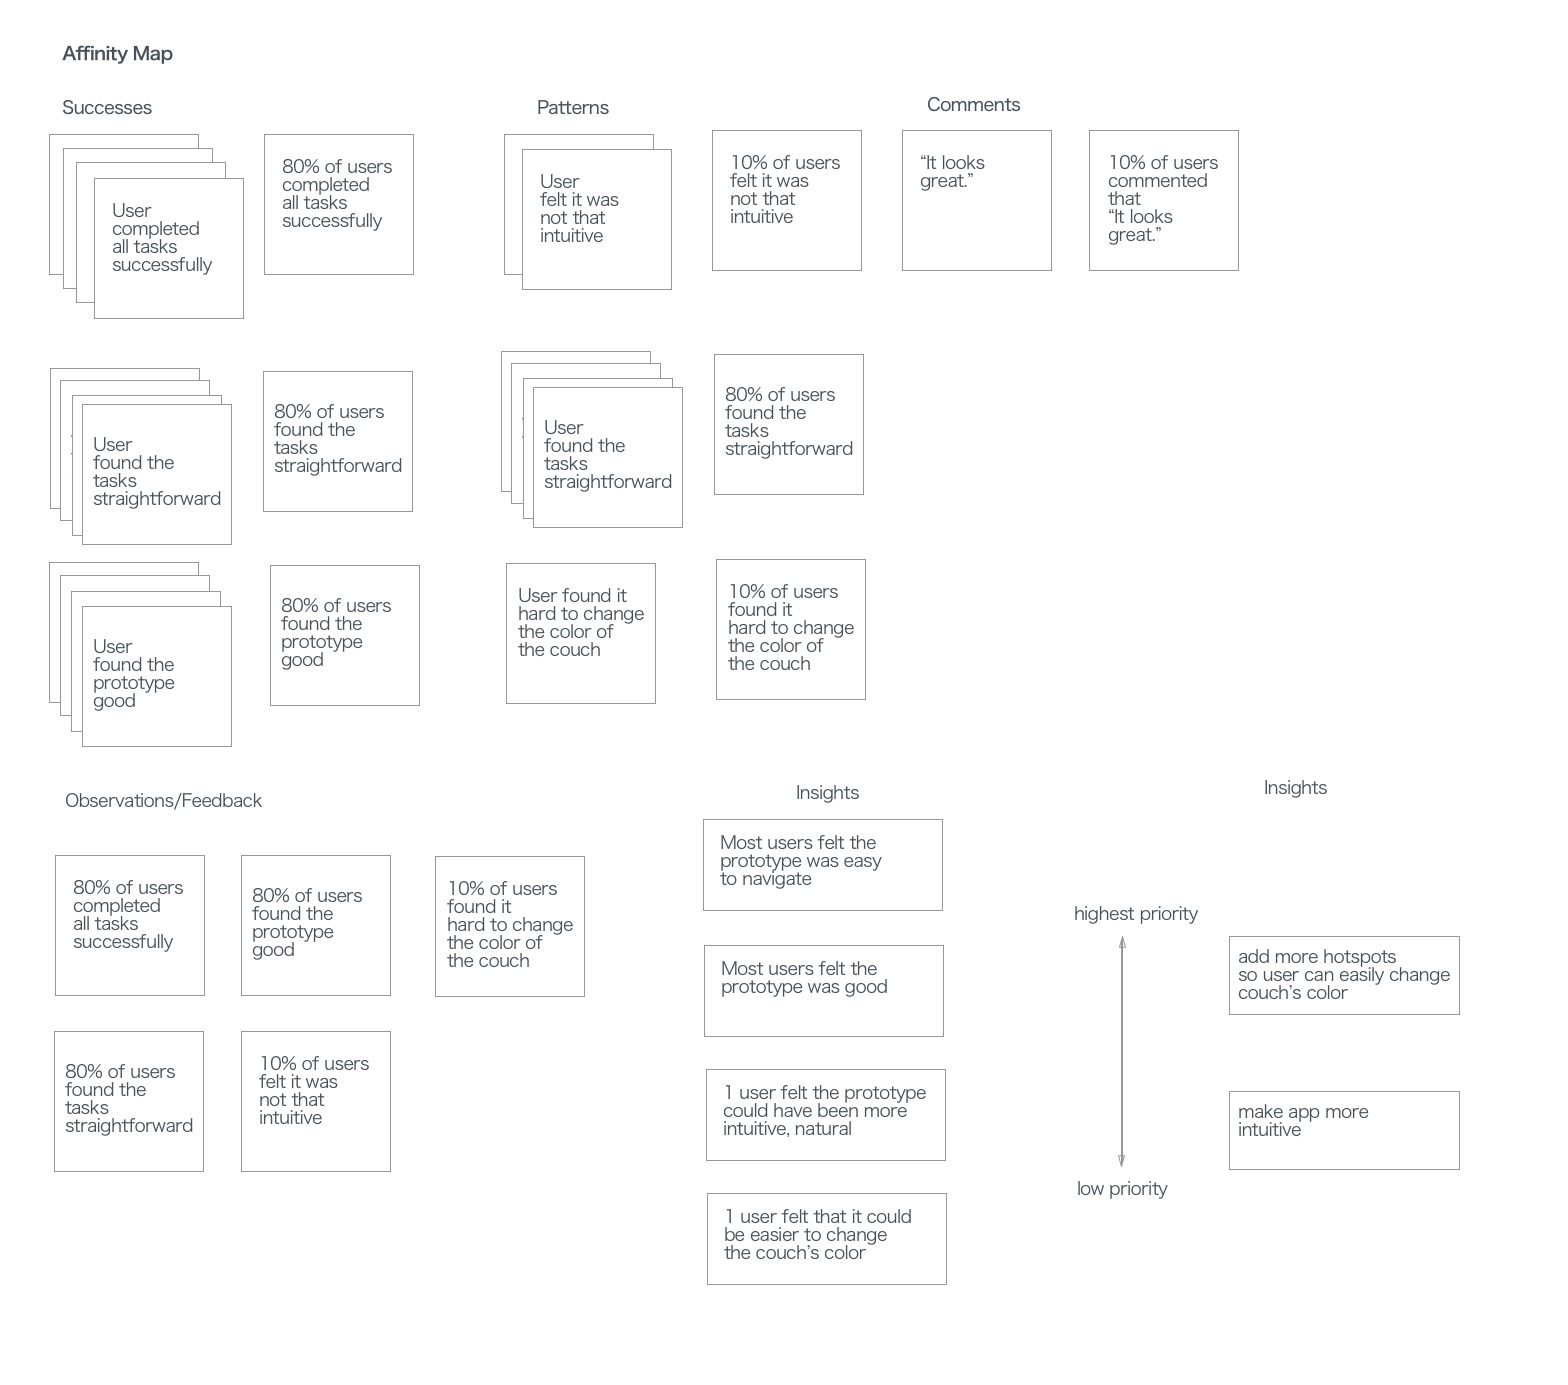 Affinity Map
Successes
User
completed
all tasks
successfully
80% of users
completed
all tasks
successfully
User
found the
tasks
straightforward
80% of users
found the
tasks
straightforward
User
found the
prototype
good
80% of users
found the
prototype
good
Patterns
User
felt it was
not that
intuitive
10% of users
felt it was
not that
intuitive
User
found the
tasks
straightforward
80% of users
found the
tasks
straightforward
User found it
hard to change
the color of
the couch
10% of users
found it
hard to change
the color of
the couch
Comments
“It looks
great.”
10% of users
commented
that
“It looks
great.”
Observations/Feedback
80% of users
completed
all tasks
successfully
80% of users
found the
prototype
good
10% of users
found it
hard to change
the color of
the couch
80% of users
found the
tasks
straightforward
10% of users
felt it was
not that
intuitive
Insights
Most users felt the
prototype was easy
to navigate
Most users felt the
prototype was good
1 user felt the prototype
could have been more
intuitive, natural
1 user felt that it could
be easier to change
the couch’s color
Insights
highest priority
add more hotspots
so user can easily change
couch’s color
make app more
intuitive
low priority